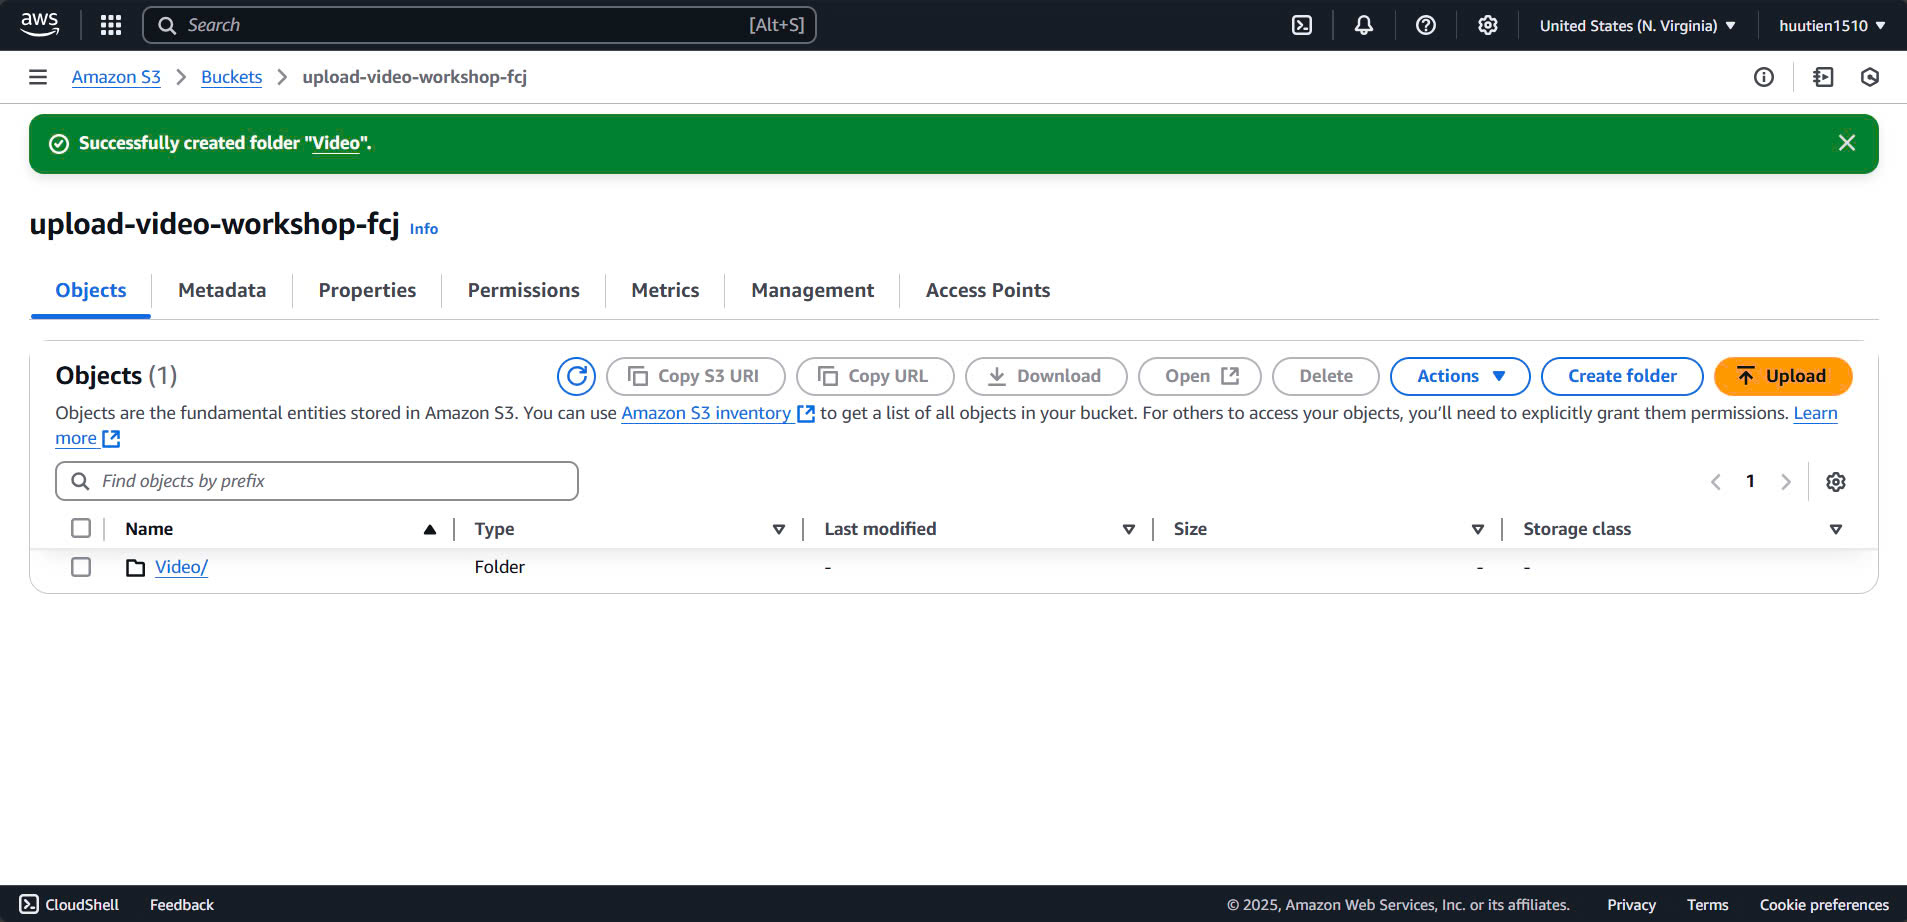 aws
Search [Alt+S]
United States (N. Virginia)
huutien1510
Amazon S3 Buckets upload-video-workshop-fcj
Successfully created folder "Video".
upload-video-workshop-fcj Info
Objects Metadata Properties Permissions Metrics Management Access Points
Objects (1)
Copy S3 URI
Copy URL
Download
Open
Delete
Actions
Create folder
Upload
Objects are the fundamental entities stored in Amazon S3. You can use Amazon S3 inventory to get a list of all objects in your bucket. For others to access your objects, you’ll need to explicitly grant them permissions. Learn
more
Find objects by prefix
1
Name Type Last modified Size Storage class
Video/ Folder - - -
CloudShell Feedback © 2025, Amazon Web Services, Inc. or its affiliates. Privacy Terms Cookie preferences